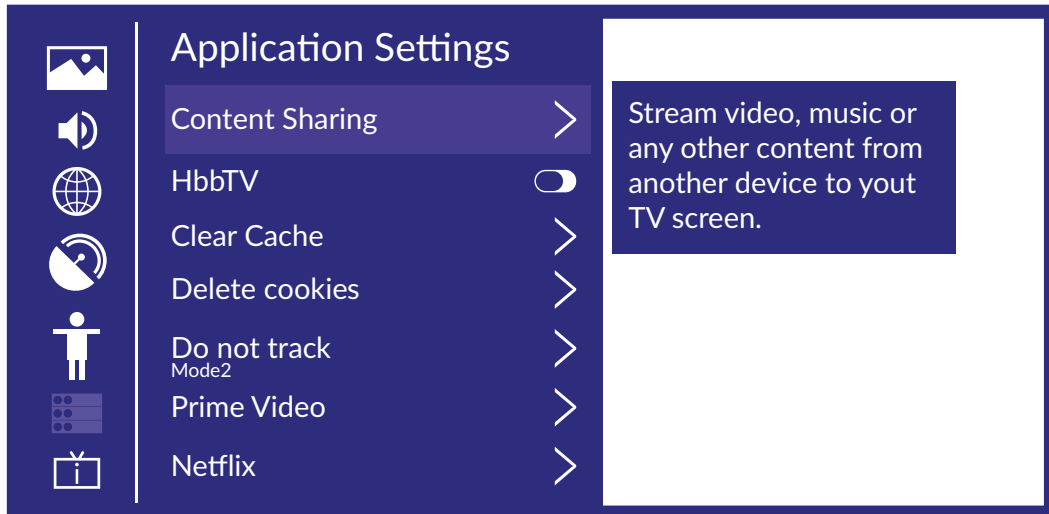 Application Settings
Content Sharing
HbbTV
Clear Cache
Delete cookies
Do not track
Mode2
Prime Video
Netflix
Stream video, music or
any other content from
another device to yout
TV screen.
i